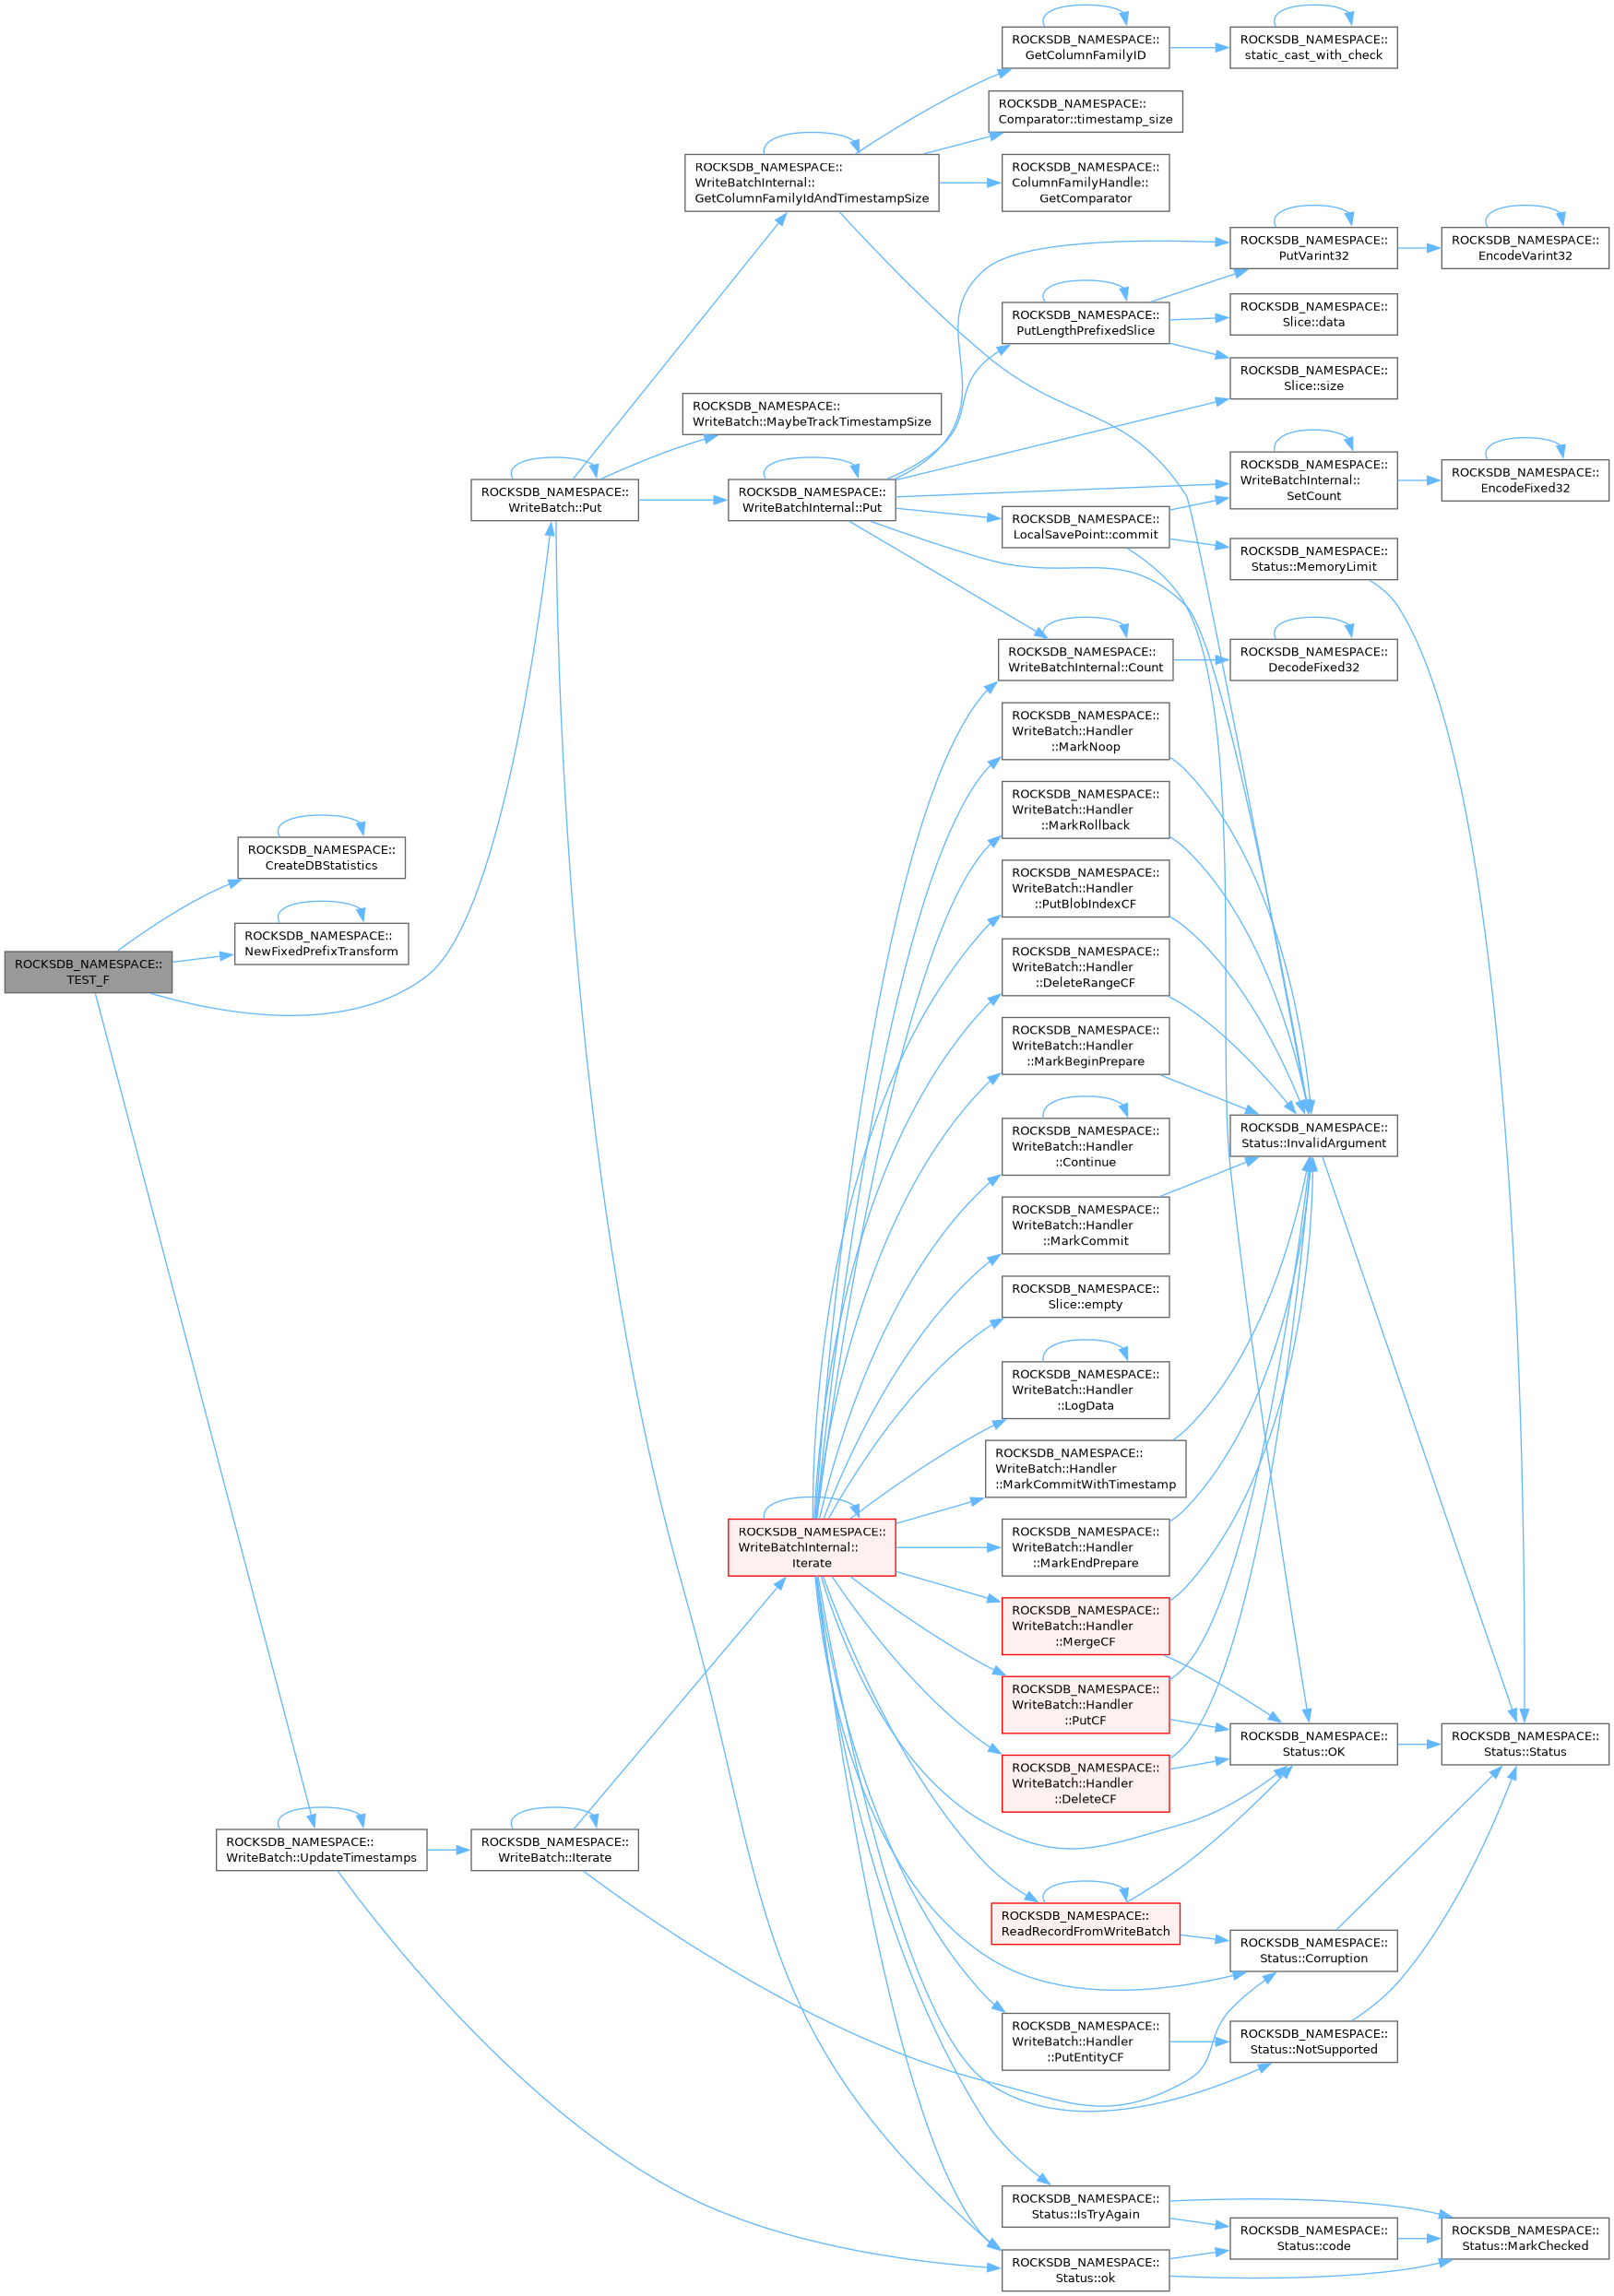 ROCKSDB_NAMESPACE::
TEST_F
ROCKSDB_NAMESPACE::
CreateDBStatistics
ROCKSDB_NAMESPACE::
NewFixedPrefixTransform
ROCKSDB_NAMESPACE::
WriteBatch::UpdateTimestamps
ROCKSDB_NAMESPACE::
WriteBatch::Put
ROCKSDB_NAMESPACE::
WriteBatch::Iterate
ROCKSDB_NAMESPACE::
WriteBatchInternal::
GetColumnFamilyIdAndTimestampSize
ROCKSDB_NAMESPACE::
WriteBatch::MaybeTrackTimestampSize
ROCKSDB_NAMESPACE::
WriteBatchInternal::Put
ROCKSDB_NAMESPACE::
WriteBatchInternal::
Iterate
ROCKSDB_NAMESPACE::
GetColumnFamilyID
ROCKSDB_NAMESPACE::
Comparator::timestamp_size
ROCKSDB_NAMESPACE::
ColumnFamilyHandle::
GetComparator
ROCKSDB_NAMESPACE::
PutLengthPrefixedSlice
ROCKSDB_NAMESPACE::
LocalSavePoint::commit
ROCKSDB_NAMESPACE::
WriteBatchInternal::Count
ROCKSDB_NAMESPACE::
WriteBatch::Handler
::MarkNoop
ROCKSDB_NAMESPACE::
WriteBatch::Handler
::MarkRollback
ROCKSDB_NAMESPACE::
WriteBatch::Handler
::PutBlobIndexCF
ROCKSDB_NAMESPACE::
WriteBatch::Handler
::DeleteRangeCF
ROCKSDB_NAMESPACE::
WriteBatch::Handler
::MarkBeginPrepare
ROCKSDB_NAMESPACE::
WriteBatch::Handler
::Continue
ROCKSDB_NAMESPACE::
WriteBatch::Handler
::MarkCommit
ROCKSDB_NAMESPACE::
Slice::empty
ROCKSDB_NAMESPACE::
WriteBatch::Handler
::LogData
ROCKSDB_NAMESPACE::
WriteBatch::Handler
::MarkCommitWithTimestamp
ROCKSDB_NAMESPACE::
WriteBatch::Handler
::MarkEndPrepare
ROCKSDB_NAMESPACE::
WriteBatch::Handler
::MergeCF
ROCKSDB_NAMESPACE::
WriteBatch::Handler
::PutCF
ROCKSDB_NAMESPACE::
WriteBatch::Handler
::DeleteCF
ROCKSDB_NAMESPACE::
ReadRecordFromWriteBatch
ROCKSDB_NAMESPACE::
WriteBatch::Handler
::PutEntityCF
ROCKSDB_NAMESPACE::
Status::IsTryAgain
ROCKSDB_NAMESPACE::
Status::ok
ROCKSDB_NAMESPACE::
static_cast_with_check
ROCKSDB_NAMESPACE::
PutVarint32
ROCKSDB_NAMESPACE::
Slice::data
ROCKSDB_NAMESPACE::
Slice::size
ROCKSDB_NAMESPACE::
WriteBatchInternal::
SetCount
ROCKSDB_NAMESPACE::
Status::MemoryLimit
ROCKSDB_NAMESPACE::
DecodeFixed32
ROCKSDB_NAMESPACE::
Status::InvalidArgument
ROCKSDB_NAMESPACE::
Status::OK
ROCKSDB_NAMESPACE::
Status::Corruption
ROCKSDB_NAMESPACE::
Status::NotSupported
ROCKSDB_NAMESPACE::
Status::code
ROCKSDB_NAMESPACE::
EncodeVarint32
ROCKSDB_NAMESPACE::
EncodeFixed32
ROCKSDB_NAMESPACE::
Status::Status
ROCKSDB_NAMESPACE::
Status::MarkChecked